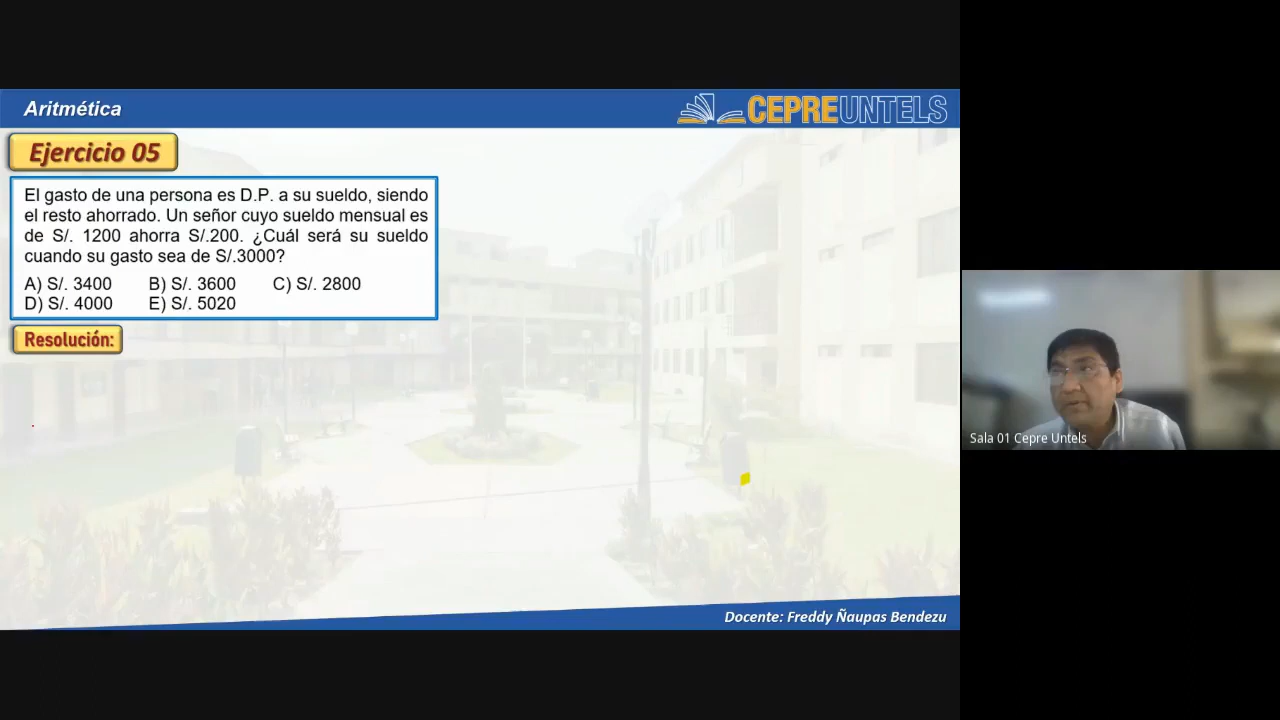 Aritmética
CEPREUNTELS
Ejercicio 05
El gasto de una persona es D.P. a su sueldo, siendo
el resto ahorrado. Un señor cuyo sueldo mensual es
de S/. 1200 ahorra S/.200. ¿Cuál será su sueldo
cuando su gasto sea de S/.3000?
A) S/. 3400 B) S/. 3600 C) S/. 2800
D) S/. 4000 E) S/. 5020
Resolución:
Sala 01 Cepre Untels
Docente: Freddy Ñaupas Bendezu